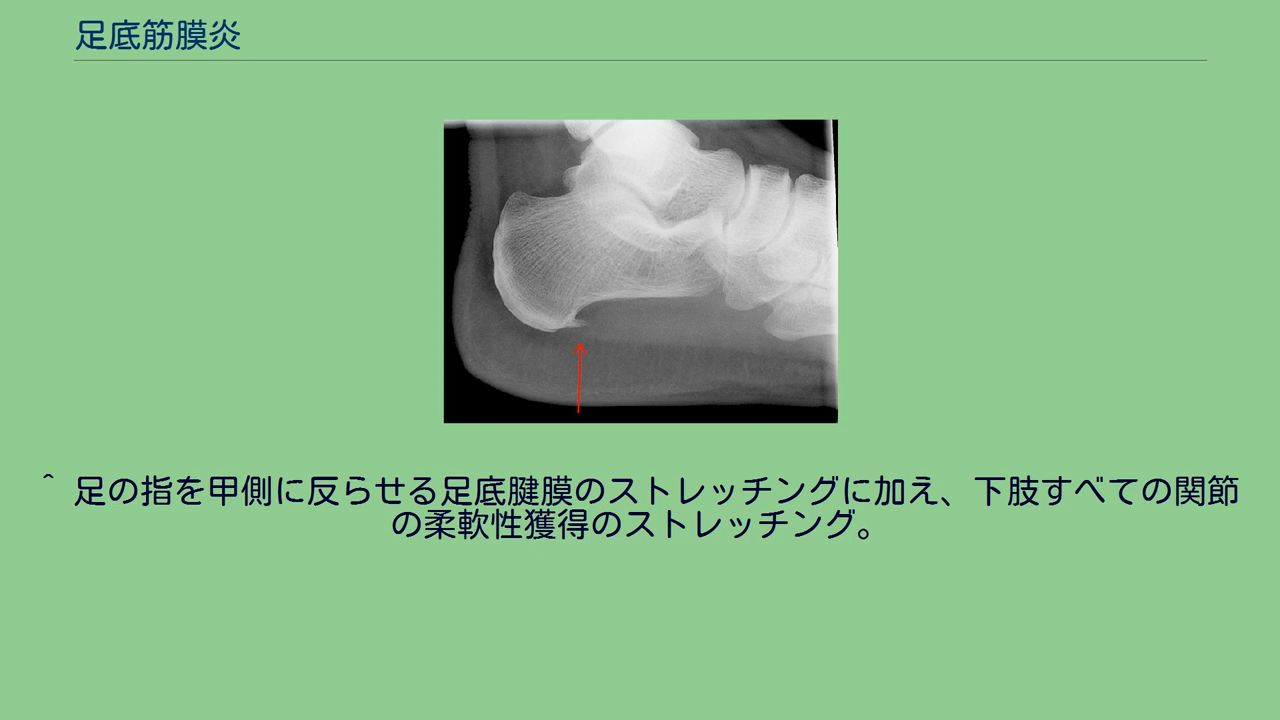 足底筋膜炎
^ 足の指を甲側に反らせる足底腱膜のストレッチングに加え、下肢すべての関節
の柔軟性獲得のストレッチング。